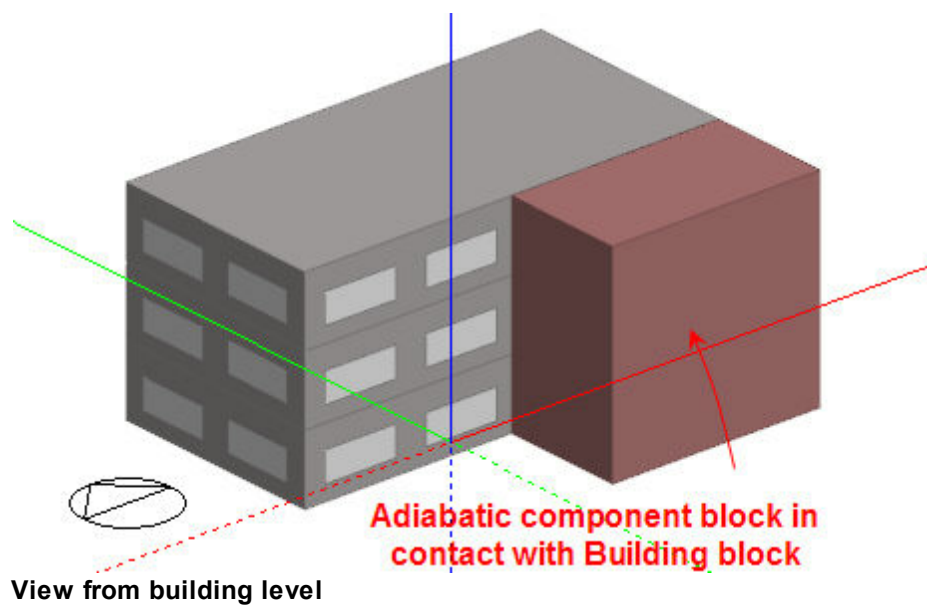 Adiabatic component block in
contact with Building block
View from building level